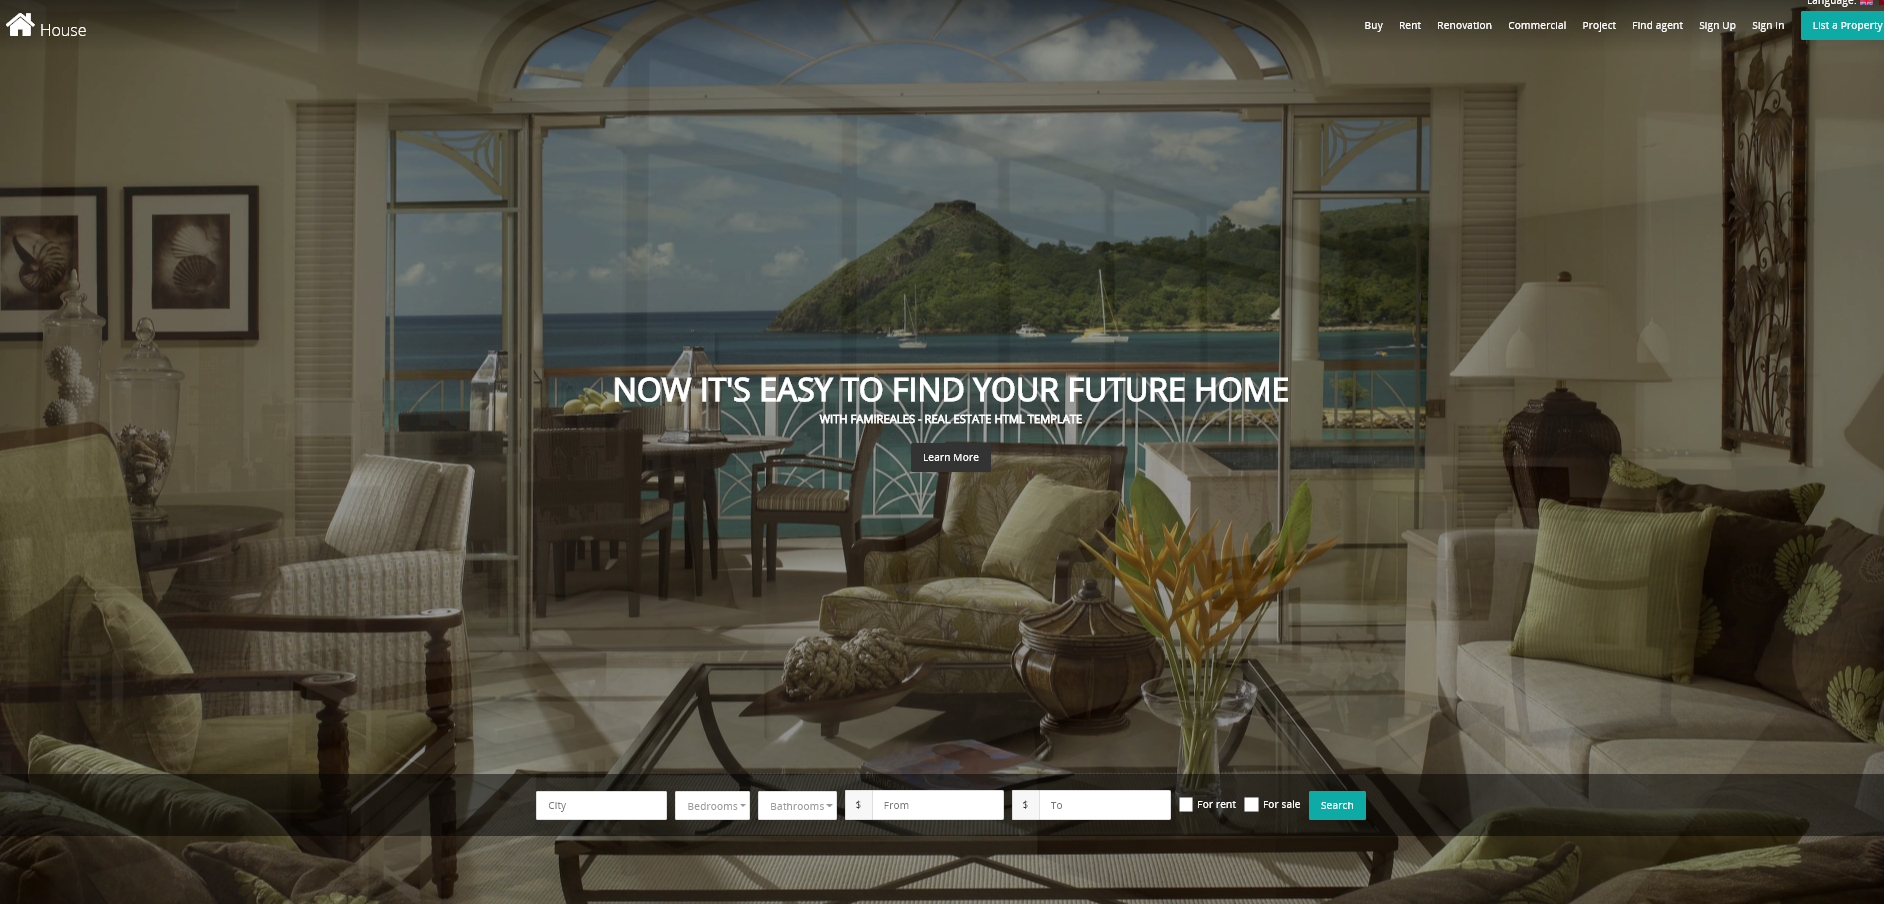 Language:
House
Buy Rent Renovation Commercial Project Find agent Sign Up Sign In List a Property
NOW IT'S EASY TO FIND YOUR FUTURE HOME
WITH FAMIREALES - REAL ESTATE HTML TEMPLATE
Learn More
City Bedrooms Bathrooms $ From $ To For rent For sale Search